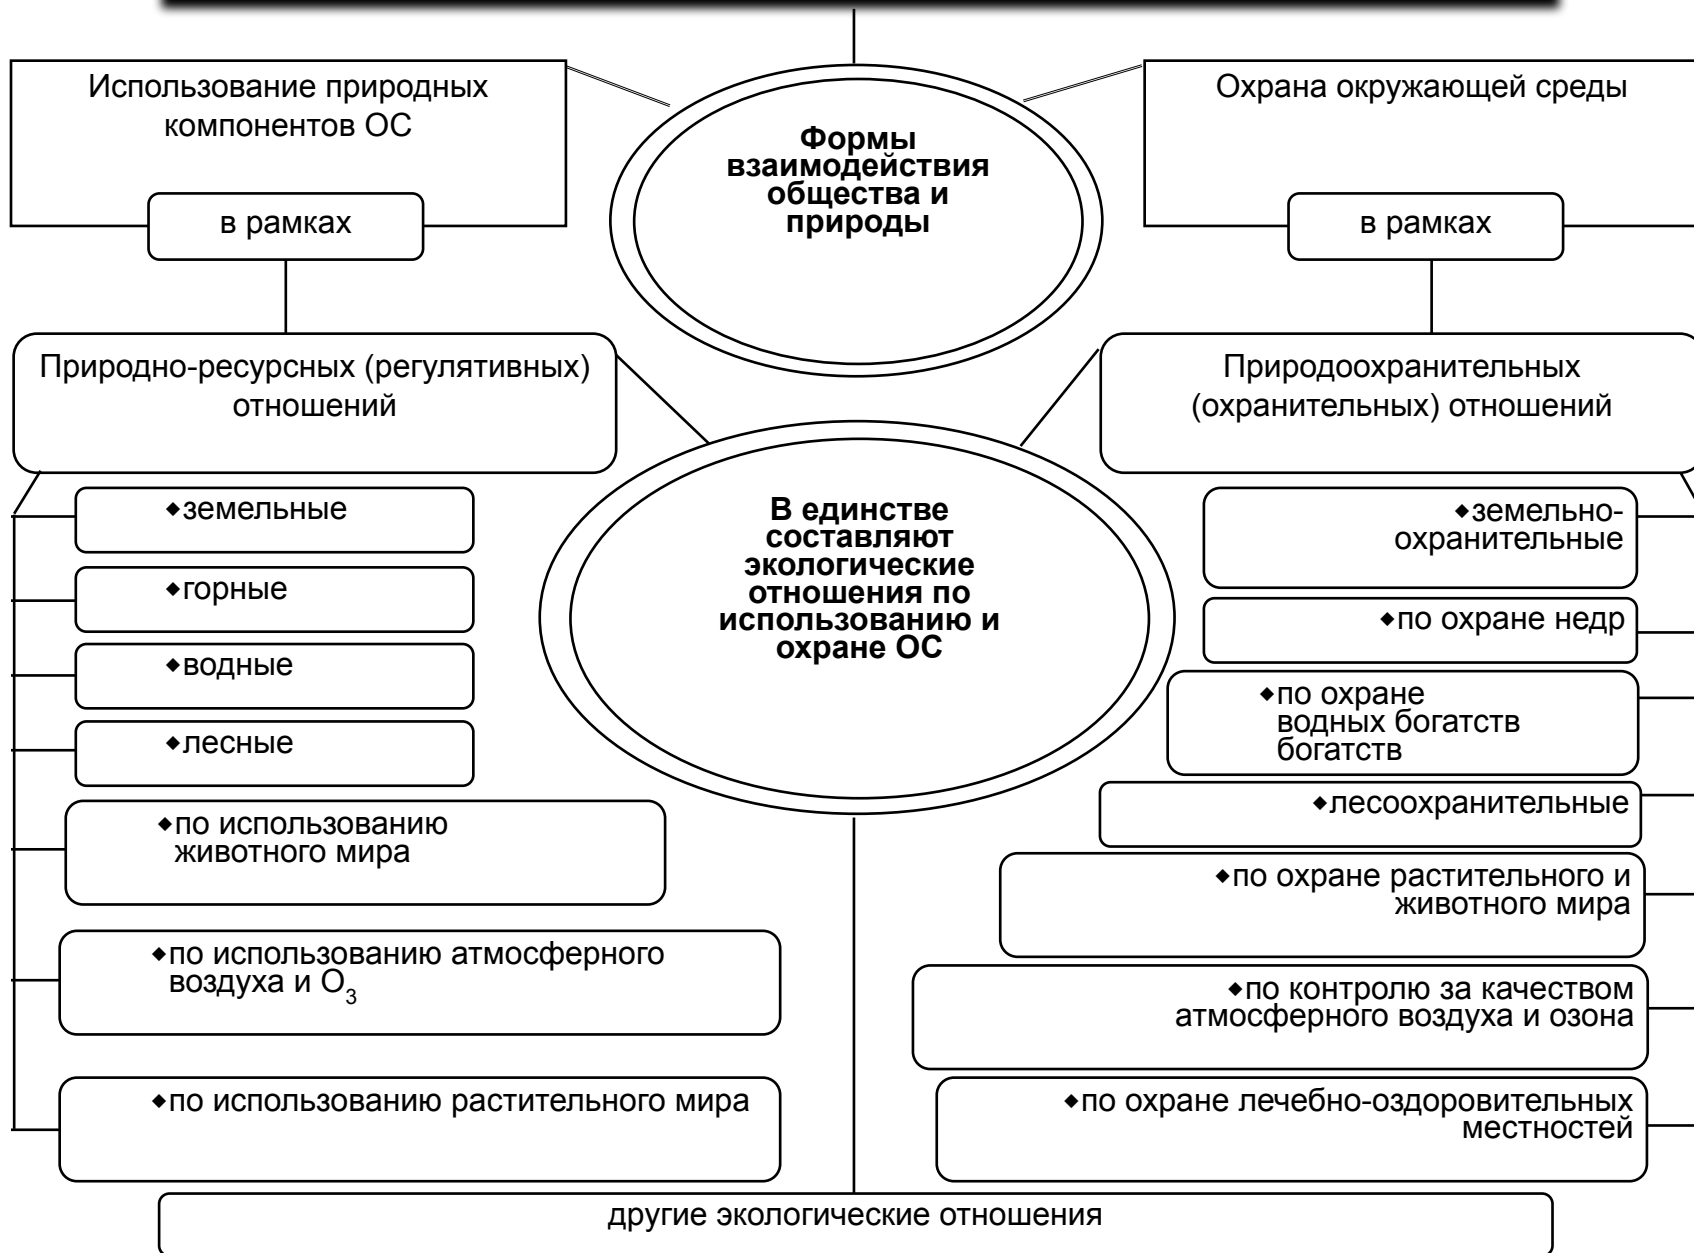 Использование природных
компонентов ОС
в рамках
Формы
взаимодействия
общества и
природы
Охрана окружающей среды
в рамках
Природно-ресурсных (регулятивных)
отношений
Природоохранительных
(охранительных) отношений
В единстве
составляют
экологические
отношения по
использованию и
охране ОС
◆земельные
◆горные
◆водные
◆лесные
◆по использованию
животного мира
◆по использованию атмосферного
воздуха и O₃
◆по использованию растительного мира
◆земельно-
охранительные
◆по охране недр
◆по охране
водных богатств
богатств
◆лесоохранительные
◆по охране растительного и
животного мира
◆по контролю за качеством
атмосферного воздуха и озона
◆по охране лечебно-оздоровительных
местностей
другие экологические отношения